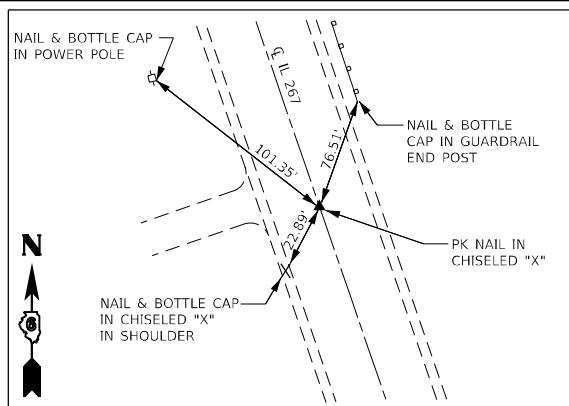 NAIL & BOTTLE CAP
IN POWER POLE
℄ IL 267
101.35'
76.51'
NAIL & BOTTLE
CAP IN GUARDRAIL
END POST
22.89'
PK NAIL IN
CHISELED "X"
NAIL & BOTTLE CAP
IN CHISELED "X"
IN SHOULDER
N
6